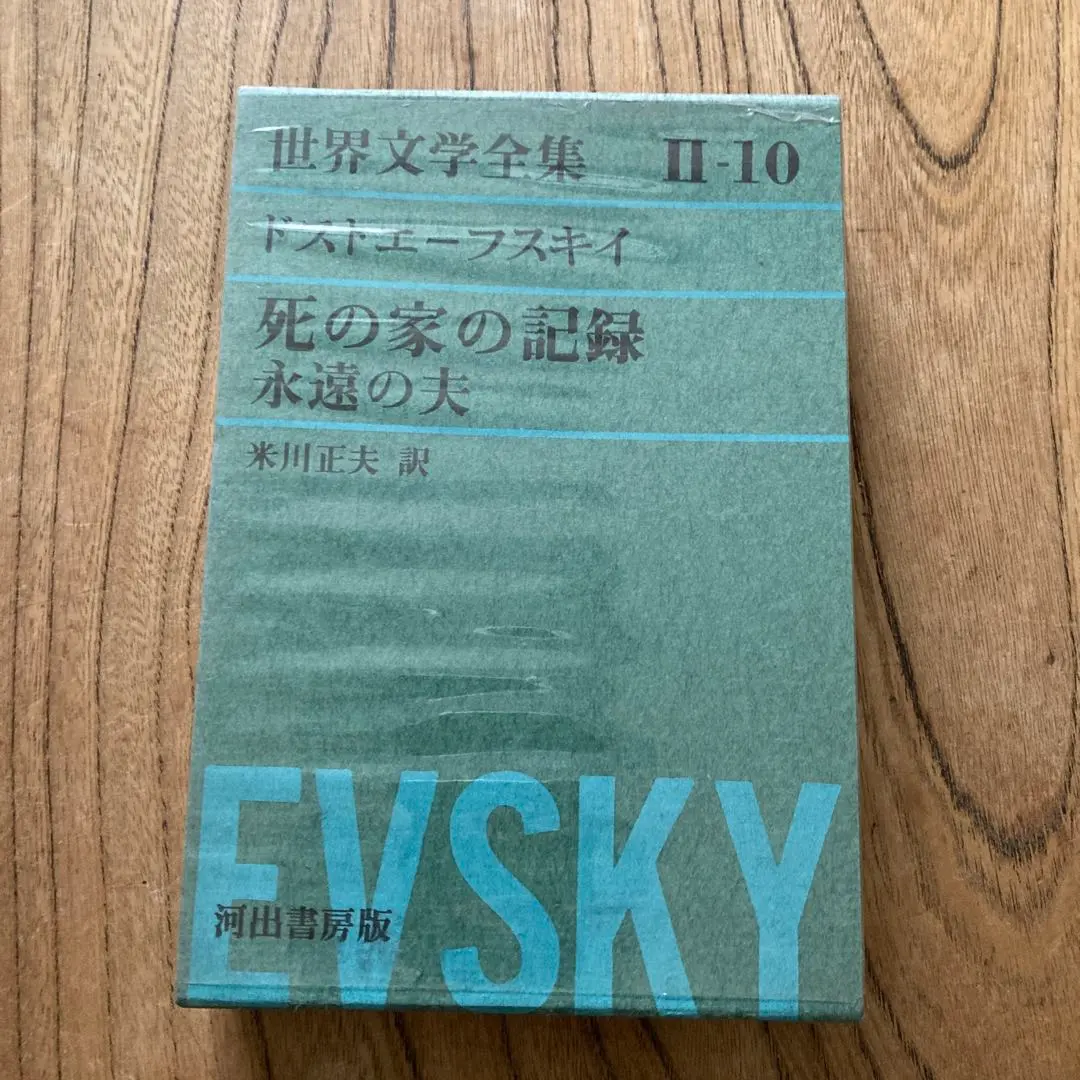 世界文学全集 II-10
ドストエーフスキイ
死の家の記録
永遠の夫
米川正夫 訳
EVSKY
河出書房版